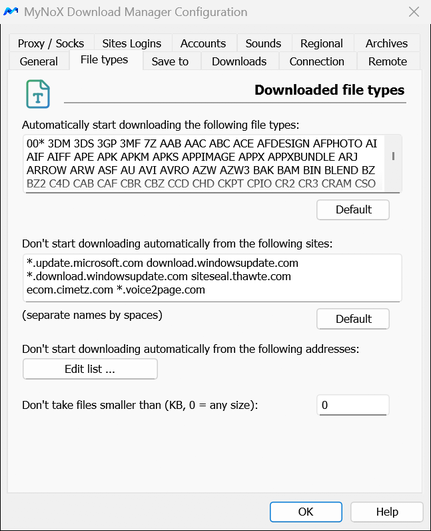 MyNoX Download Manager Configuration
Proxy / Socks Sites Logins Accounts Sounds Regional Archives
General File types Save to Downloads Connection Remote
T
Downloaded file types
Automatically start downloading the following file types:
00* 3DM 3DS 3GP 3MF 7Z AAB AAC ABC ACE AFDESIGN AFPHOTO AI
AIF AIFF APE APK APKM APKS APPIMAGE APPX APPXBUNDLE ARJ
ARROW ARW ASF AU AVI AVRO AZW AZW3 BAK BAM BIN BLEND BZ
BZ2 C4D CAB CAF CBR CBZ CCD CHD CKPT CPIO CR2 CR3 CRAM CSO
Default
Don't start downloading automatically from the following sites:
*.update.microsoft.com download.windowsupdate.com
*.download.windowsupdate.com siteseal.thawte.com
ecom.cimetz.com *.voice2page.com
(separate names by spaces)
Default
Don't start downloading automatically from the following addresses:
Edit list ...
Don't take files smaller than (KB, 0 = any size):
0
OK Help